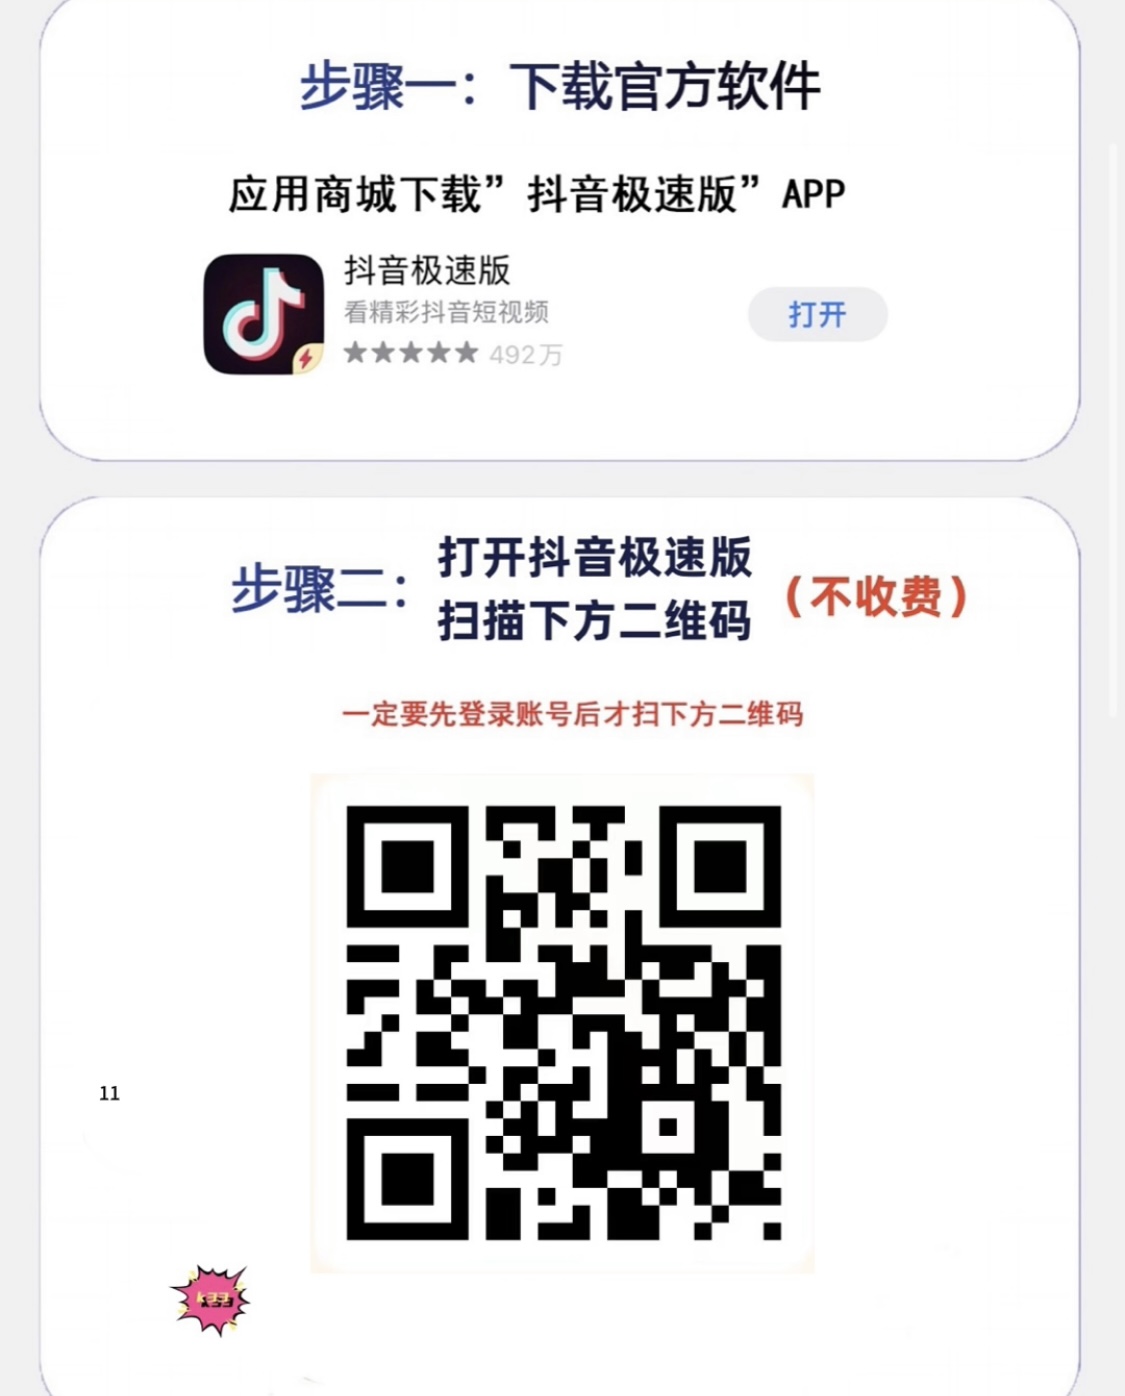 步骤一：下载官方软件
应用商城下载”抖音极速版”APP
抖音极速版
看精彩抖音短视频
★★★★★ 492万
打开
步骤二：打开抖音极速版
扫描下方二维码
（不收费）
一定要先登录账号后才扫下方二维码
11
k33